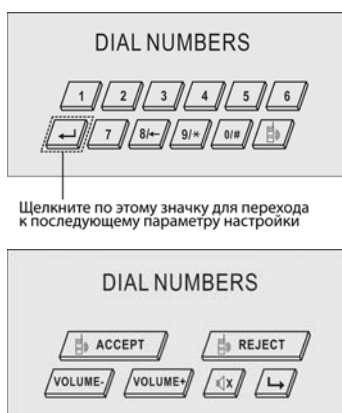 DIAL NUMBERS
1 2 3 4 5 6
7 8/← 9/* 0/#
Щелкните по этому значку для перехода
к последующему параметру настройки
DIAL NUMBERS
ACCEPT REJECT
VOLUME- VOLUME+